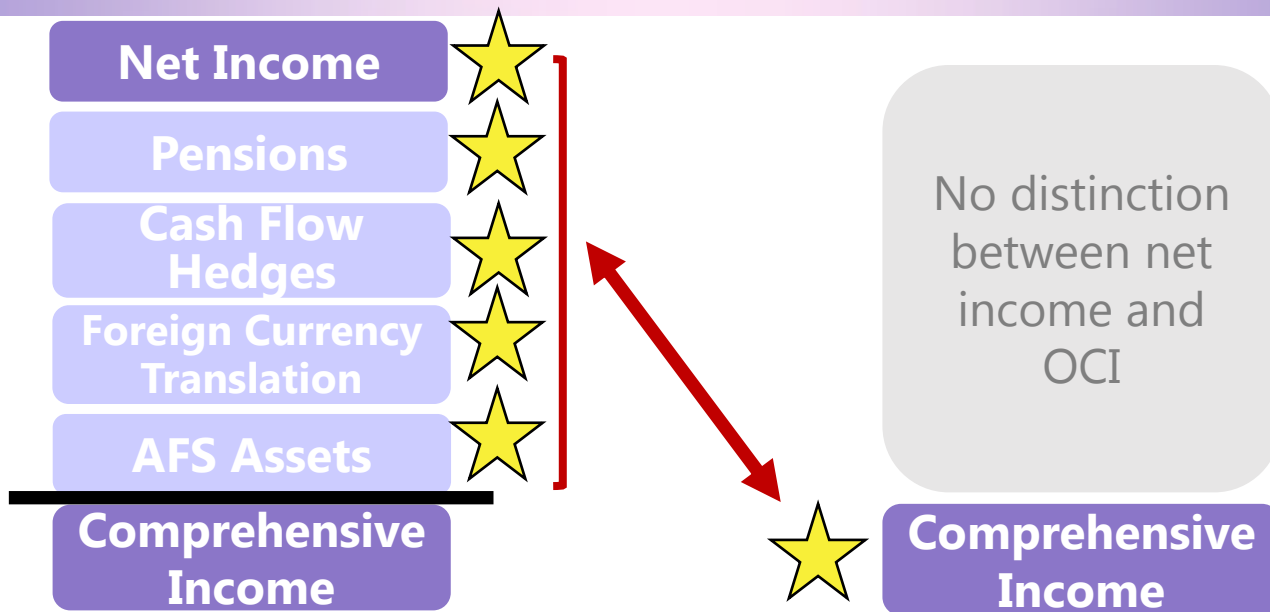 Net Income
Pensions
Cash Flow
Hedges
Foreign Currency
Translation
AFS Assets
Comprehensive
Income
No distinction
between net
income and
OCI
Comprehensive
Income